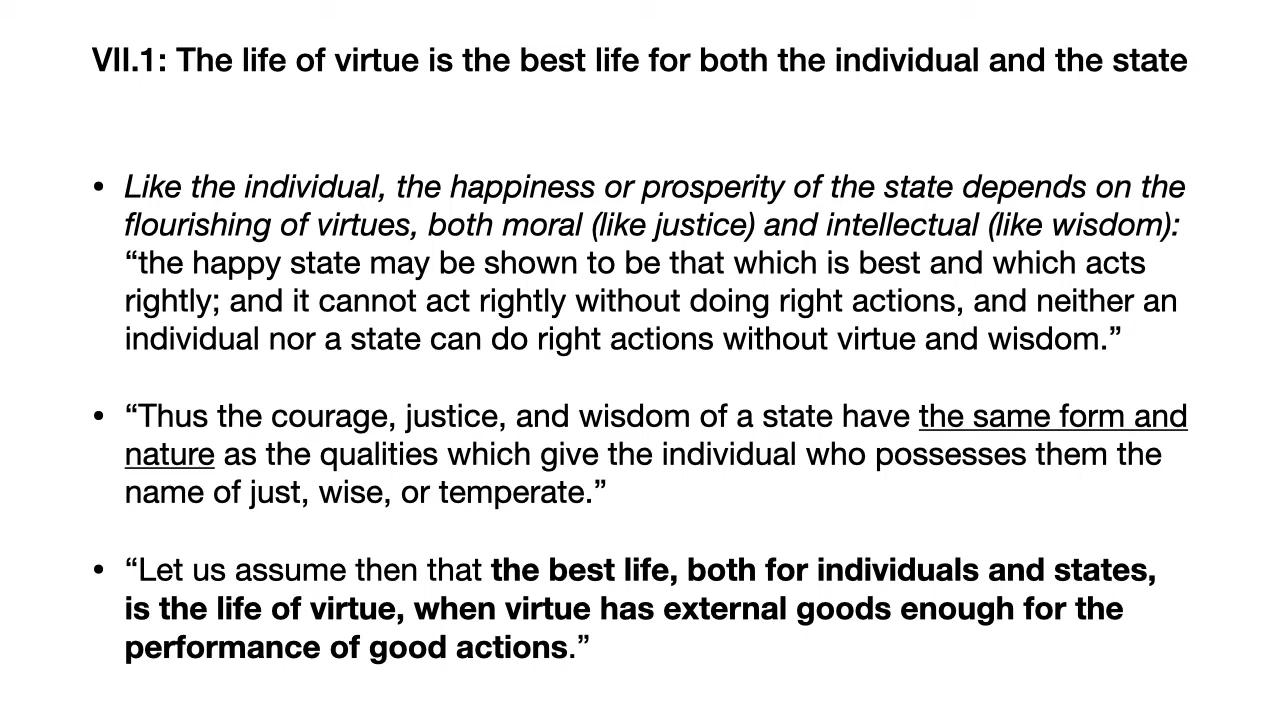 VII.1: The life of virtue is the best life for both the individual and the state
• Like the individual, the happiness or prosperity of the state depends on the
flourishing of virtues, both moral (like justice) and intellectual (like wisdom):
“the happy state may be shown to be that which is best and which acts
rightly; and it cannot act rightly without doing right actions, and neither an
individual nor a state can do right actions without virtue and wisdom.”
• “Thus the courage, justice, and wisdom of a state have the same form and
nature as the qualities which give the individual who possesses them the
name of just, wise, or temperate.”
• “Let us assume then that the best life, both for individuals and states,
is the life of virtue, when virtue has external goods enough for the
performance of good actions.”